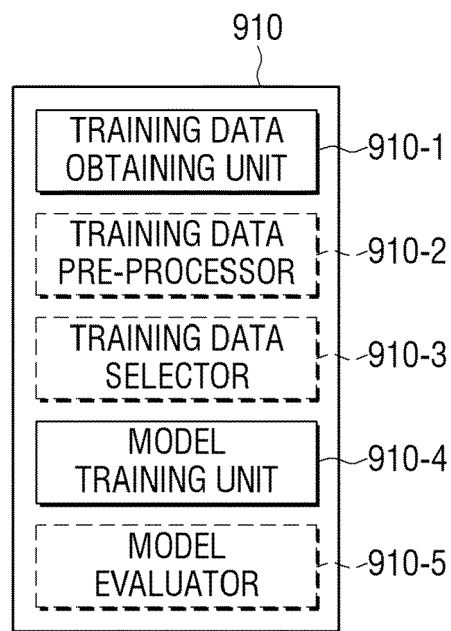 910
TRAINING DATA
OBTAINING UNIT
910-1
TRAINING DATA
PRE-PROCESSOR
910-2
TRAINING DATA
SELECTOR
910-3
MODEL
TRAINING UNIT
910-4
MODEL
EVALUATOR
910-5